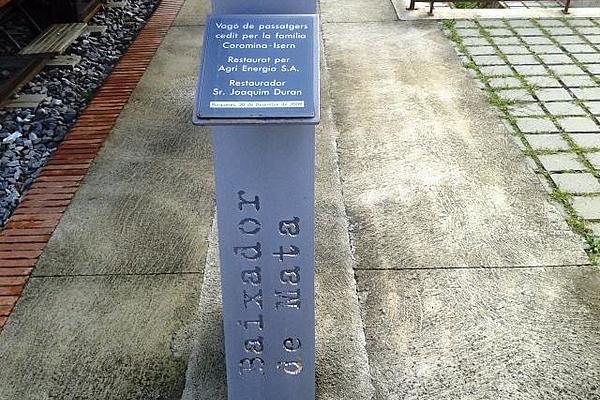 Vagó de passatgers
cedit per la família
Coromina-Isern
Restaurat per
Agri Energia S.A.
Restaurador
Sr. Joaquim Duran
Baixador
de Mata